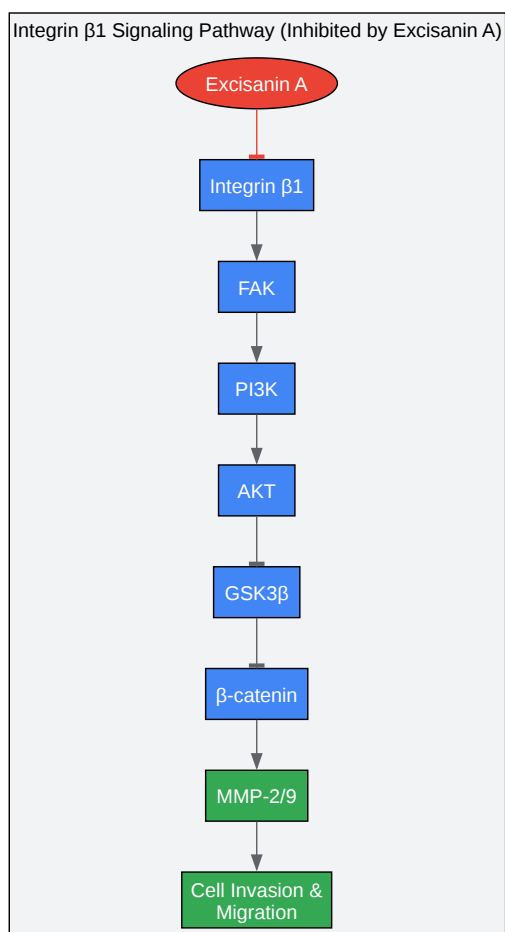 Integrin β1 Signaling Pathway (Inhibited by Excisanin A)
Excisanin A
Integrin β1
FAK
PI3K
AKT
GSK3β
β-catenin
MMP-2/9
Cell Invasion &
Migration